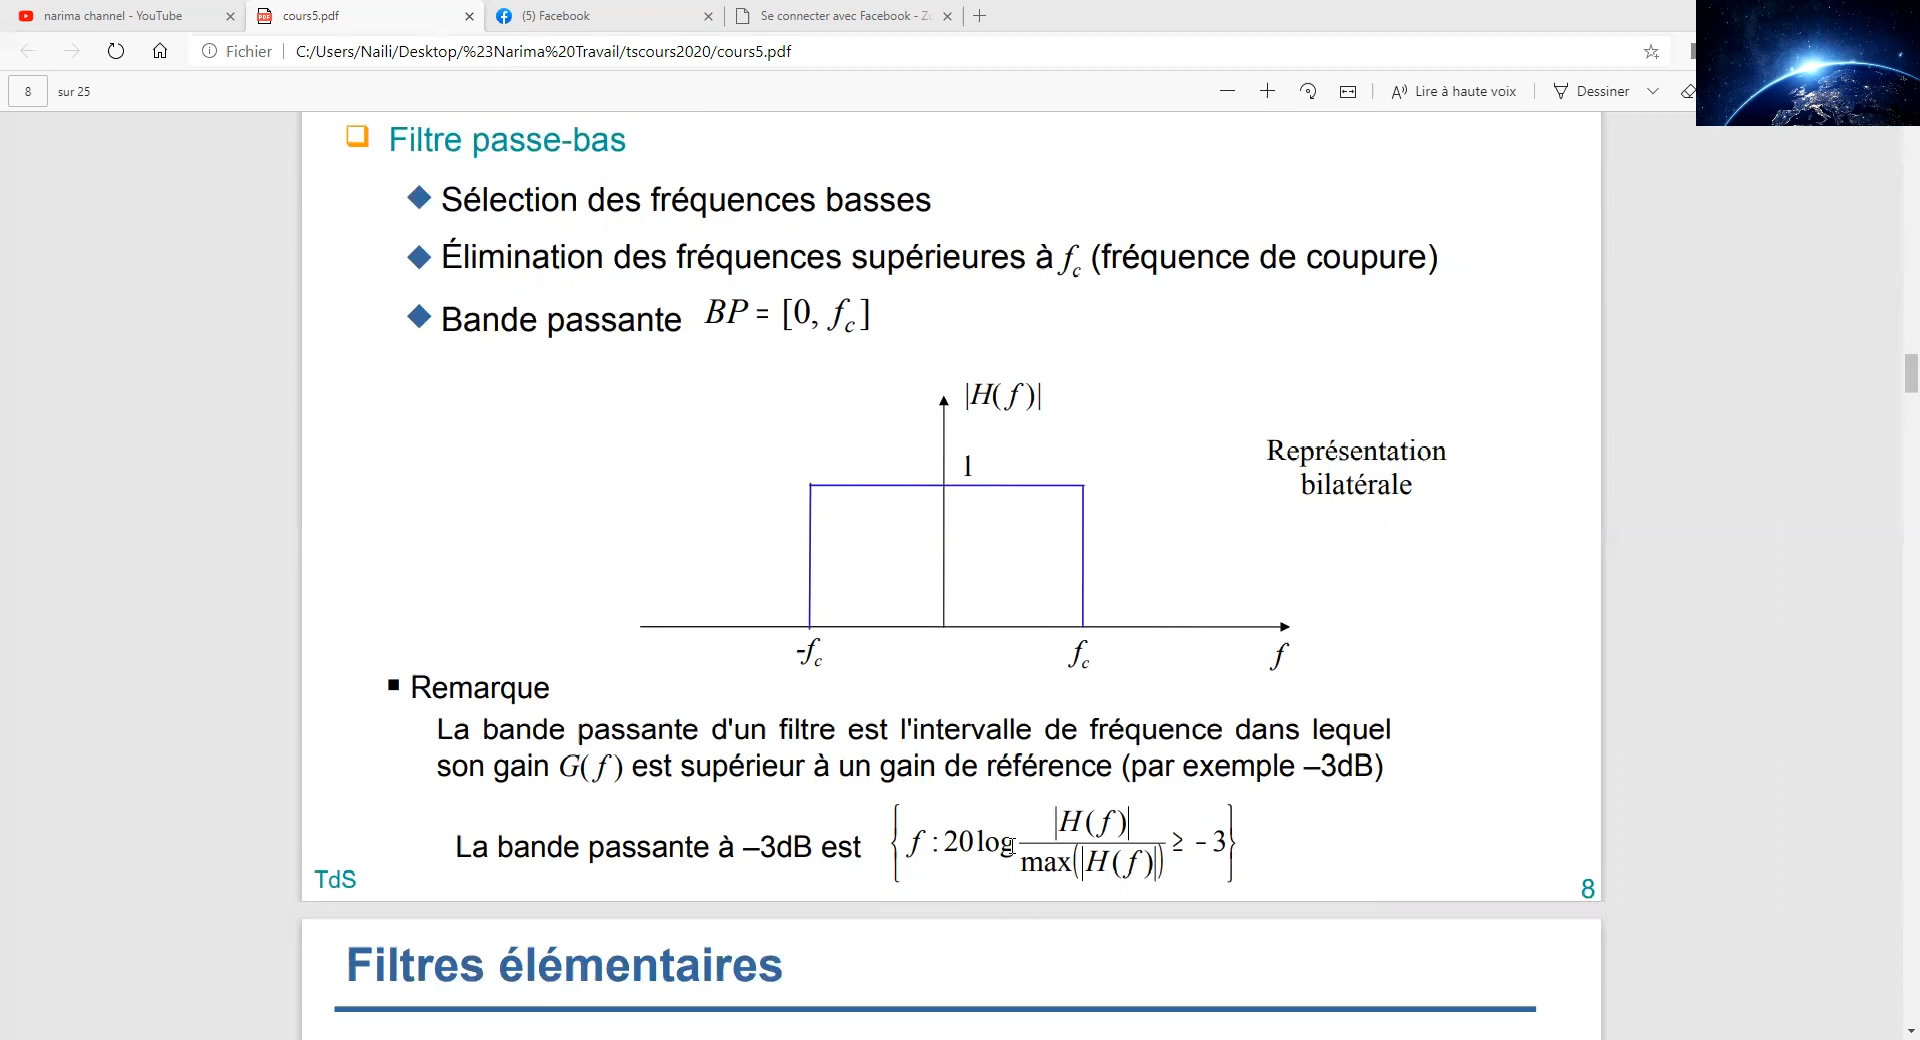 narima channel - YouTube
cours5.pdf
(5) Facebook
Se connecter avec Facebook - Zo
Fichier
C:/Users/Naili/Desktop/%23Narima%20Travail/tscours2020/cours5.pdf
8 sur 25
Lire à haute voix
Dessiner
Filtre passe-bas
Sélection des fréquences basses
Élimination des fréquences supérieures à f_c (fréquence de coupure)
Bande passante BP = [0, f_c]
|H(f)|
1
Représentation
bilatérale
-f_c f_c f
Remarque
La bande passante d'un filtre est l'intervalle de fréquence dans lequel
son gain G(f) est supérieur à un gain de référence (par exemple –3dB)
La bande passante à –3dB est { f : 20 log |H(f)| / max(|H(f)|) ≥ -3 }
TdS
8
Filtres élémentaires